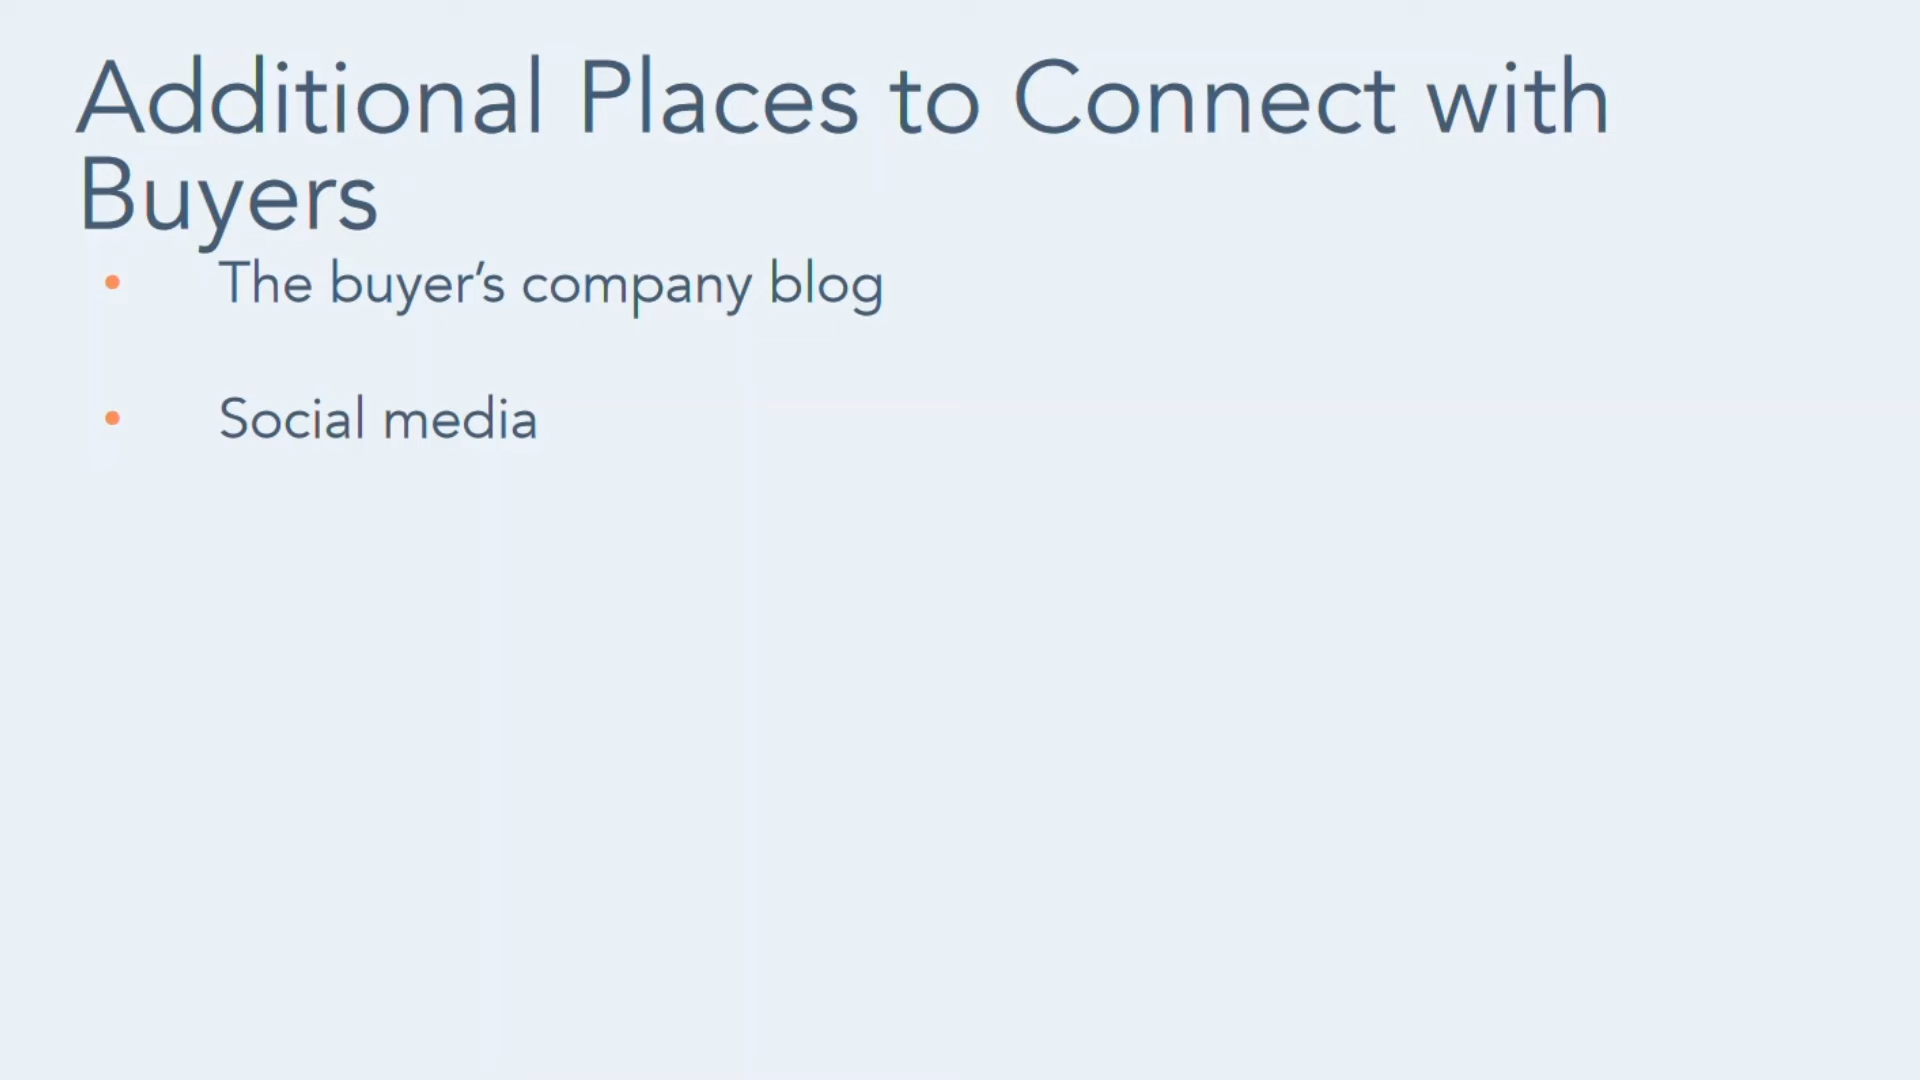 Additional Places to Connect with
Buyers
• The buyer’s company blog
• Social media